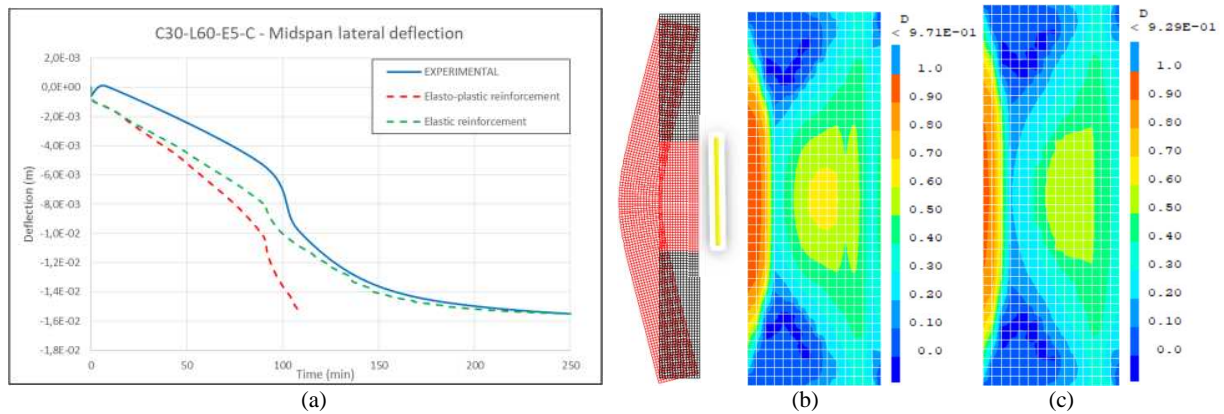 C30-L60-E5-C - Midspan lateral deflection
2,0E-03
0,0E+00
-2,0E-03
-4,0E-03
-6,0E-03
-8,0E-03
-1,0E-02
-1,2E-02
-1,4E-02
-1,6E-02
-1,8E-02
Deflection (m)
EXPERIMENTAL
Elasto-plastic reinforcement
Elastic reinforcement
0
50
100
150
200
250
Time (min)
(a)
D
< 9.71E-01
1.0
0.90
0.80
0.70
0.60
0.50
0.40
0.30
0.20
0.10
0.0
(b)
D
< 9.29E-01
1.0
0.90
0.80
0.70
0.60
0.50
0.40
0.30
0.20
0.10
0.0
(c)